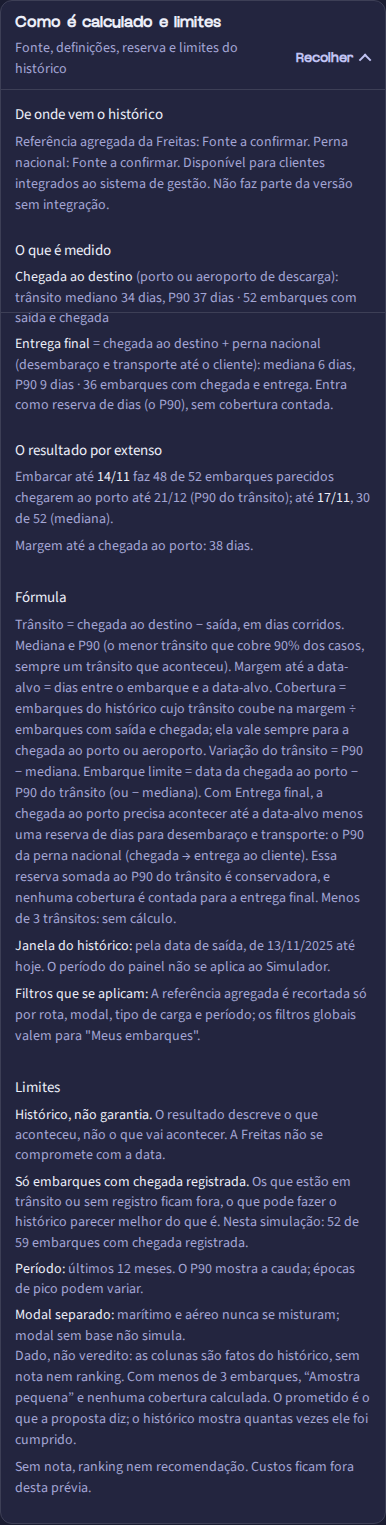 Como é calculado e limites
Fonte, definições, reserva e limites do
histórico
Recolher
De onde vem o histórico
Referência agregada da Freitas: Fonte a confirmar. Perna
nacional: Fonte a confirmar. Disponível para clientes
integrados ao sistema de gestão. Não faz parte da versão
sem integração.
O que é medido
Chegada ao destino (porto ou aeroporto de descarga):
trânsito mediano 34 dias, P90 37 dias · 52 embarques com
saída e chegada
Entrega final = chegada ao destino + perna nacional
(desembaraço e transporte até o cliente): mediana 6 dias,
P90 9 dias · 36 embarques com chegada e entrega. Entra
como reserva de dias (o P90), sem cobertura contada.
O resultado por extenso
Embarcar até 14/11 faz 48 de 52 embarques parecidos
chegarem ao porto até 21/12 (P90 do trânsito); até 17/11, 30
de 52 (mediana).
Margem até a chegada ao porto: 38 dias.
Fórmula
Trânsito = chegada ao destino − saída, em dias corridos.
Mediana e P90 (o menor trânsito que cobre 90% dos casos,
sempre um trânsito que aconteceu). Margem até a data-
alvo = dias entre o embarque e a data-alvo. Cobertura =
embarques do histórico cujo trânsito coube na margem ÷
embarques com saída e chegada; ela vale sempre para a
chegada ao porto ou aeroporto. Variação do trânsito = P90
− mediana. Embarque limite = data da chegada ao porto −
P90 do trânsito (ou − mediana). Com Entrega final, a
chegada ao porto precisa acontecer até a data-alvo menos
uma reserva de dias para desembaraço e transporte: o P90
da perna nacional (chegada → entrega ao cliente). Essa
reserva somada ao P90 do trânsito é conservadora, e
nenhuma cobertura é contada para a entrega final. Menos
de 3 trânsitos: sem cálculo.
Janela do histórico: pela data de saída, de 13/11/2025 até
hoje. O período do painel não se aplica ao Simulador.
Filtros que se aplicam: A referência agregada é recortada só
por rota, modal, tipo de carga e período; os filtros globais
valem para "Meus embarques".
Limites
Histórico, não garantia. O resultado descreve o que
aconteceu, não o que vai acontecer. A Freitas não se
compromete com a data.
Só embarques com chegada registrada. Os que estão em
trânsito ou sem registro ficam fora, o que pode fazer o
histórico parecer melhor do que é. Nesta simulação: 52 de
59 embarques com chegada registrada.
Período: últimos 12 meses. O P90 mostra a cauda; épocas
de pico podem variar.
Modal separado: marítimo e aéreo nunca se misturam;
modal sem base não simula.
Dado, não veredito: as colunas são fatos do histórico, sem
nota nem ranking. Com menos de 3 embarques, “Amostra
pequena” e nenhuma cobertura calculada. O prometido é o
que a proposta diz; o histórico mostra quantas vezes ele foi
cumprido.
Sem nota, ranking nem recomendação. Custos ficam fora
desta prévia.